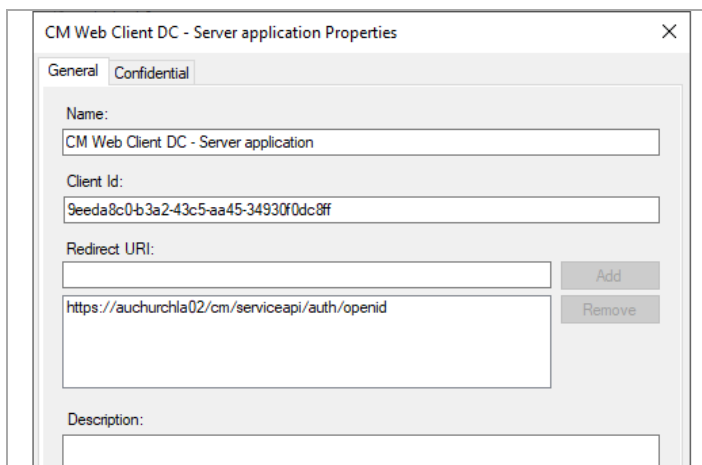 CM Web Client DC - Server application Properties
General Confidential
Name:
CM Web Client DC - Server application
Client Id:
9eeda8c0-b3a2-43c5-aa45-34930f0dc8ff
Redirect URI:
Add
https://auchurchla02/cm/serviceapi/auth/openid
Remove
Description: